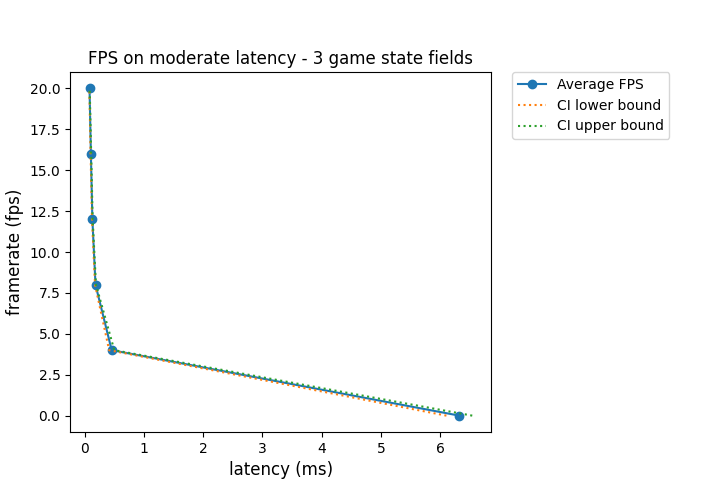 FPS on moderate latency - 3 game state fields
Average FPS
CI lower bound
CI upper bound
framerate (fps)
20.0
17.5
15.0
12.5
10.0
7.5
5.0
2.5
0.0
0 1 2 3 4 5 6
latency (ms)